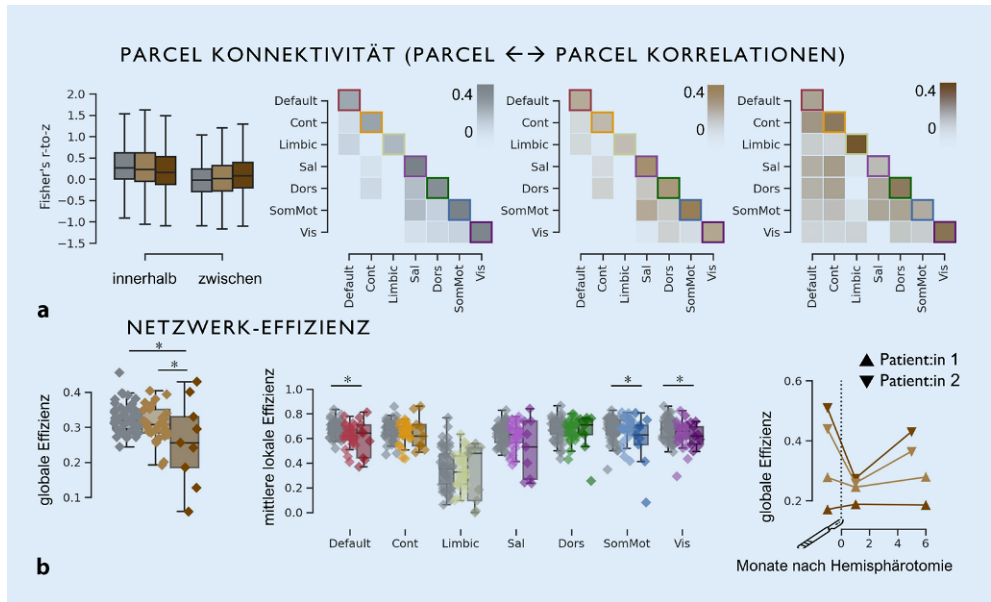 PARCEL KONNEKTIVITÄT (PARCEL ←→ PARCEL KORRELATIONEN)
Fisher's r-to-z
2.0
1.5
1.0
0.5
0.0
−0.5
−1.0
−1.5
innerhalb
zwischen
Default
Cont
Limbic
Sal
Dors
SomMot
Vis
0.4
0
Default
Cont
Limbic
Sal
Dors
SomMot
Vis
Default
Cont
Limbic
Sal
Dors
SomMot
Vis
0.4
0
Default
Cont
Limbic
Sal
Dors
SomMot
Vis
Default
Cont
Limbic
Sal
Dors
SomMot
Vis
0.4
0
Default
Cont
Limbic
Sal
Dors
SomMot
Vis
a
NETZWERK-EFFIZIENZ
globale Effizienz
0.4
0.3
0.2
0.1
*
*
mittlere lokale Effizienz
1.0
0.8
0.6
0.4
0.2
0.0
*
*
*
Default
Cont
Limbic
Sal
Dors
SomMot
Vis
▲ Patient:in 1
▼ Patient:in 2
globale Effizienz
0.6
0.4
0.2
0
2
4
6
Monate nach Hemisphärotomie
b